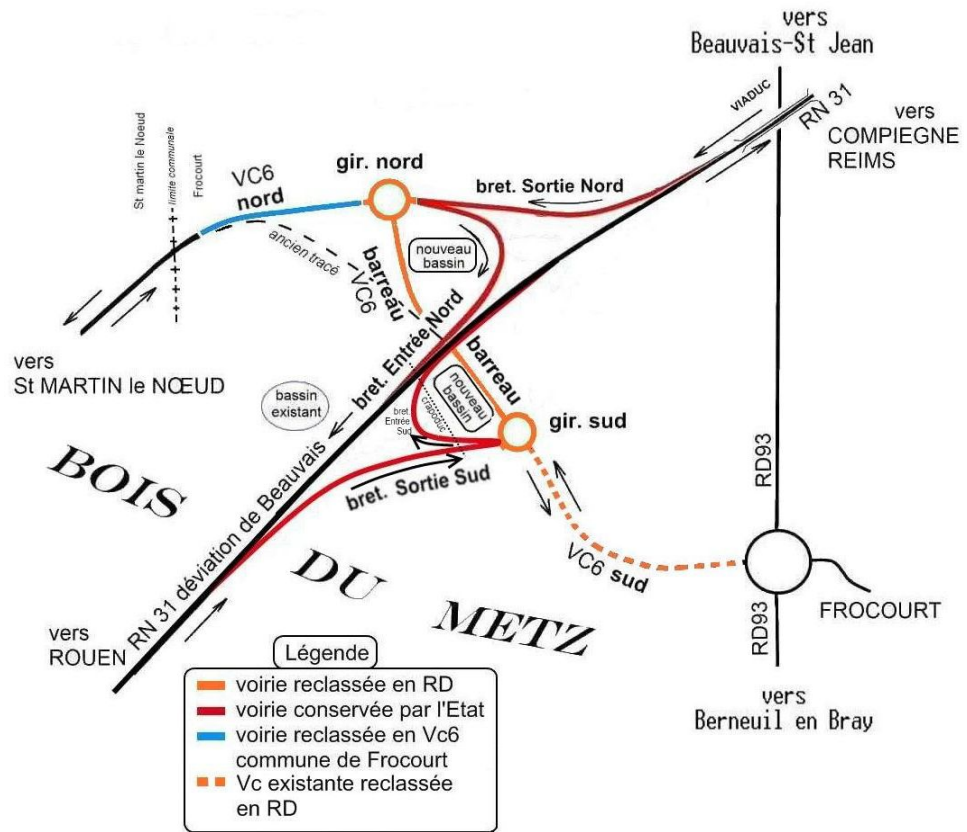 vers
Beauvais-St Jean
VIADUC
RN 31
vers
COMPIEGNE
REIMS
St martin le Noeud
limite communale
Frocourt
VC6
nord
gir. nord
bret. Sortie Nord
ancien tracé
nouveau
bassin
barreau
VC6
bret. Entrée Nord
barreau
vers
St MARTIN le NŒUD
bassin
existant
nouveau
bassin
crapoduc
bret.
Entrée
Sud
gir. sud
bret. Sortie Sud
RD93
BOIS
DU
METZ
RN 31 déviation de Beauvais
VC6 sud
FROCOURT
RD93
vers
ROUEN
vers
Berneuil en Bray
Légende
voirie reclassée en RD
voirie conservée par l'Etat
voirie reclassée en Vc6
commune de Frocourt
Vc existante reclassée
en RD